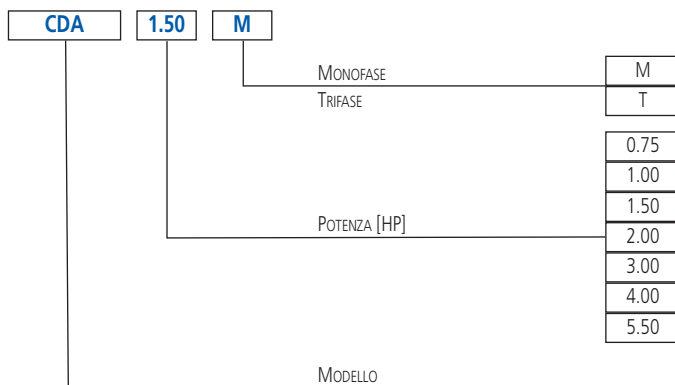 CDA 1.50 M
MONOFASE M
TRIFASE T
0.75
1.00
1.50
POTENZA [HP] 2.00
3.00
4.00
5.50
MODELLO